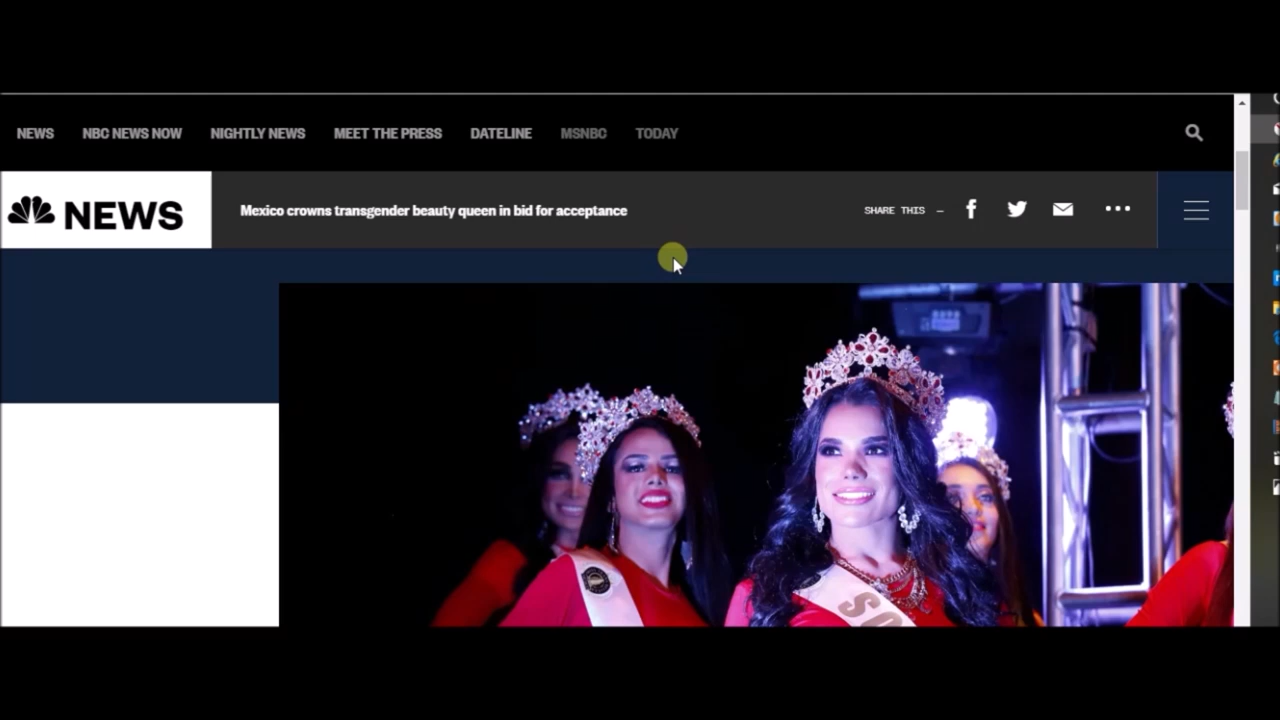 NEWS NBC NEWS NOW NIGHTLY NEWS MEET THE PRESS DATELINE MSNBC TODAY
NEWS Mexico crowns transgender beauty queen in bid for acceptance SHARE THIS –